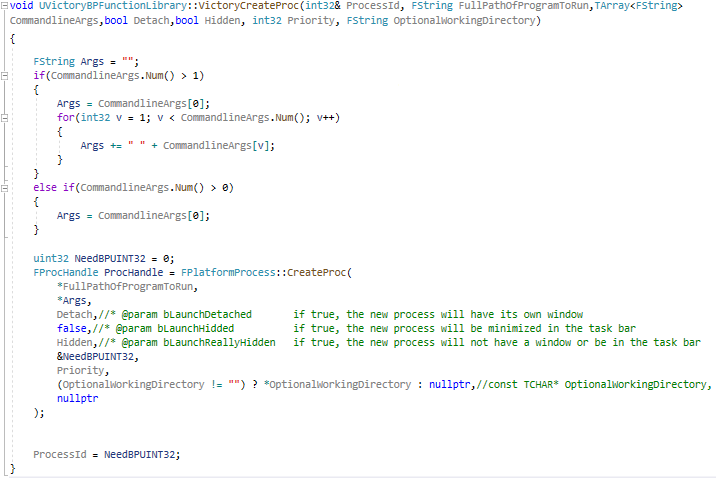 void UVictoryBPFunctionLibrary::VictoryCreateProc(int32& ProcessId, FString FullPathOfProgramToRun,TArray<FString>
CommandlineArgs,bool Detach,bool Hidden, int32 Priority, FString OptionalWorkingDirectory)
{
FString Args = "";
if(CommandlineArgs.Num() > 1)
{
Args = CommandlineArgs[0];
for(int32 v = 1; v < CommandlineArgs.Num(); v++)
{
Args += " " + CommandlineArgs[v];
}
}
else if(CommandlineArgs.Num() > 0)
{
Args = CommandlineArgs[0];
}
uint32 NeedBPUINT32 = 0;
FProcHandle ProcHandle = FPlatformProcess::CreateProc(
*FullPathOfProgramToRun,
*Args,
Detach,//* @param bLaunchDetached if true, the new process will have its own window
false,//* @param bLaunchHidded if true, the new process will be minimized in the task bar
Hidden,//* @param bLaunchReallyHidden if true, the new process will not have a window or be in the task bar
&NeedBPUINT32,
Priority,
(OptionalWorkingDirectory != "") ? *OptionalWorkingDirectory : nullptr,//const TCHAR* OptionalWorkingDirectory,
nullptr
);
ProcessId = NeedBPUINT32;
}